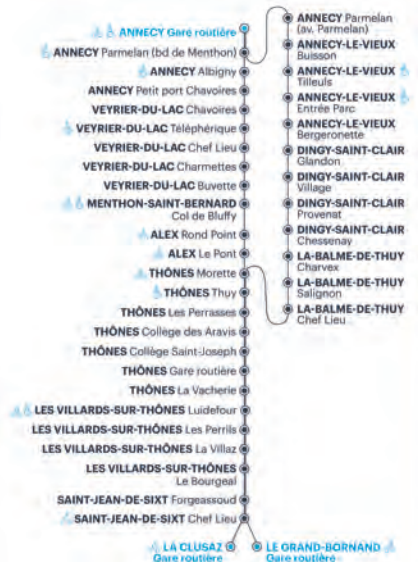 ANNECY Gare routière
ANNECY Parmelan (bd de Menthon)
ANNECY Albigny
ANNECY Petit port Chavoires
VEYRIER-DU-LAC Chavoires
VEYRIER-DU-LAC Téléphérique
VEYRIER-DU-LAC Chef Lieu
VEYRIER-DU-LAC Charmettes
VEYRIER-DU-LAC Buvette
MENTHON-SAINT-BERNARD
Col de Bluffy
ALEX Rond Point
ALEX Le Pont
THÔNES Morette
THÔNES Thuy
THÔNES Les Perrasses
THÔNES Collège des Aravis
THÔNES Collège Saint-Joseph
THÔNES Gare routière
THÔNES La Vacherie
LES VILLARDS-SUR-THÔNES Luidefour
LES VILLARDS-SUR-THÔNES Les Perrils
LES VILLARDS-SUR-THÔNES La Villaz
LES VILLARDS-SUR-THÔNES
Le Bourgeal
SAINT-JEAN-DE-SIXT Forgeassoud
SAINT-JEAN-DE-SIXT Chef Lieu
LA CLUSAZ
Gare routière
LE GRAND-BORNAND
Gare routière
ANNECY Parmelan
(av. Parmelan)
ANNECY-LE-VIEUX
Buisson
ANNECY-LE-VIEUX
Tilleuls
ANNECY-LE-VIEUX
Entrée Parc
ANNECY-LE-VIEUX
Bergeronette
DINGY-SAINT-CLAIR
Glandon
DINGY-SAINT-CLAIR
Village
DINGY-SAINT-CLAIR
Provenat
DINGY-SAINT-CLAIR
Chessenay
LA-BALME-DE-THUY
Charvex
LA-BALME-DE-THUY
Salignon
LA-BALME-DE-THUY
Chef Lieu